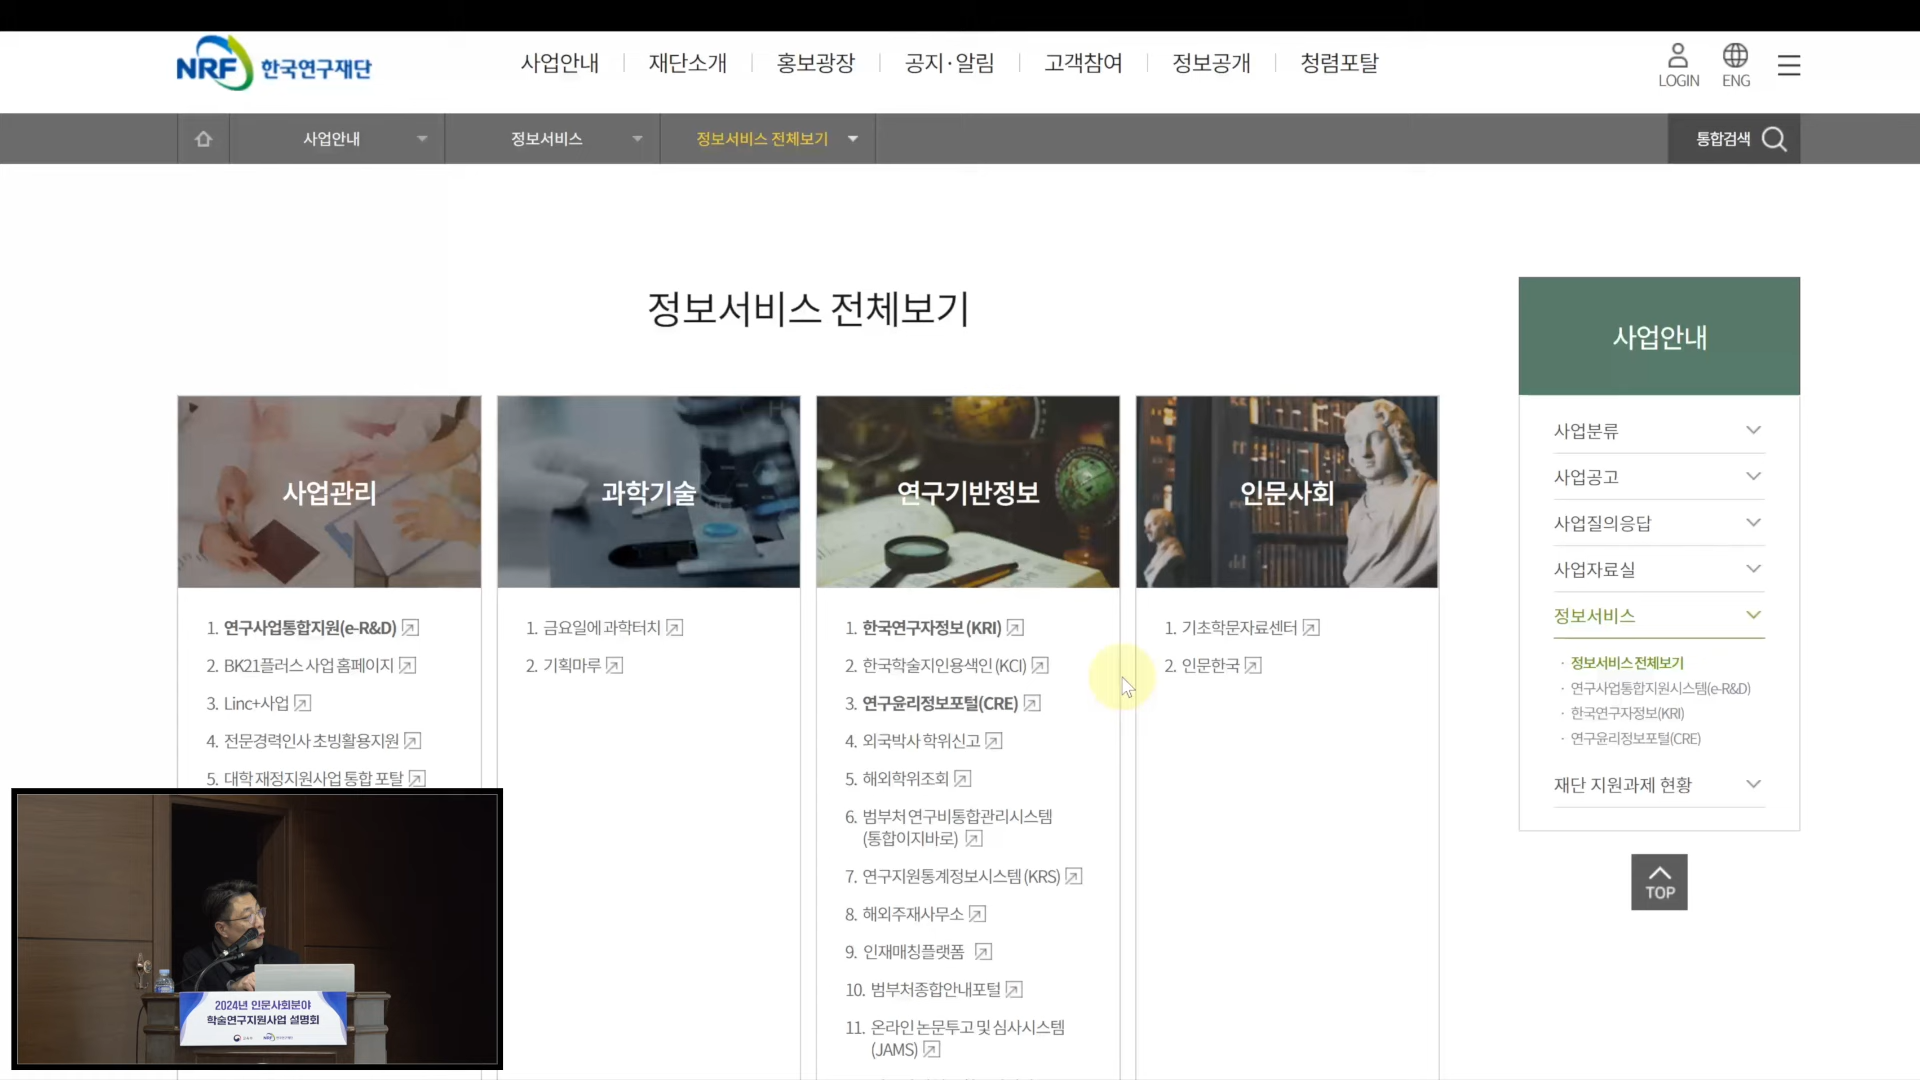 NRF 한국연구재단
사업안내
재단소개
홍보광장
공지·알림
고객참여
정보공개
청렴포탈
LOGIN
ENG
사업안내
정보서비스
정보서비스 전체보기
통합검색
정보서비스 전체보기
사업관리
1. 연구사업통합지원(e-R&D)
2. BK21플러스 사업 홈페이지
3. Linc+사업
4. 전문경력인사 초빙활용지원
5. 대학 재정지원사업 통합 포탈
과학기술
1. 금요일에 과학터치
2. 기획마루
연구기반정보
1. 한국연구자정보 (KRI)
2. 한국학술지인용색인 (KCI)
3. 연구윤리정보포털(CRE)
4. 외국박사 학위신고
5. 해외학위조회
6. 범부처 연구비통합관리시스템
(통합이지바로)
7. 연구지원통계정보시스템 (KRS)
8. 해외주재사무소
9. 인재매칭플랫폼
10. 범부처종합안내포털
11. 온라인 논문투고 및 심사시스템
(JAMS)
인문사회
1. 기초학문자료센터
2. 인문한국
사업안내
사업분류
사업공고
사업질의응답
사업자료실
정보서비스
· 정보서비스 전체보기
· 연구사업통합지원시스템(e-R&D)
· 한국연구자정보(KRI)
· 연구윤리정보포털(CRE)
재단 지원과제 현황
TOP
2024년 인문사회분야
학술연구지원사업 설명회